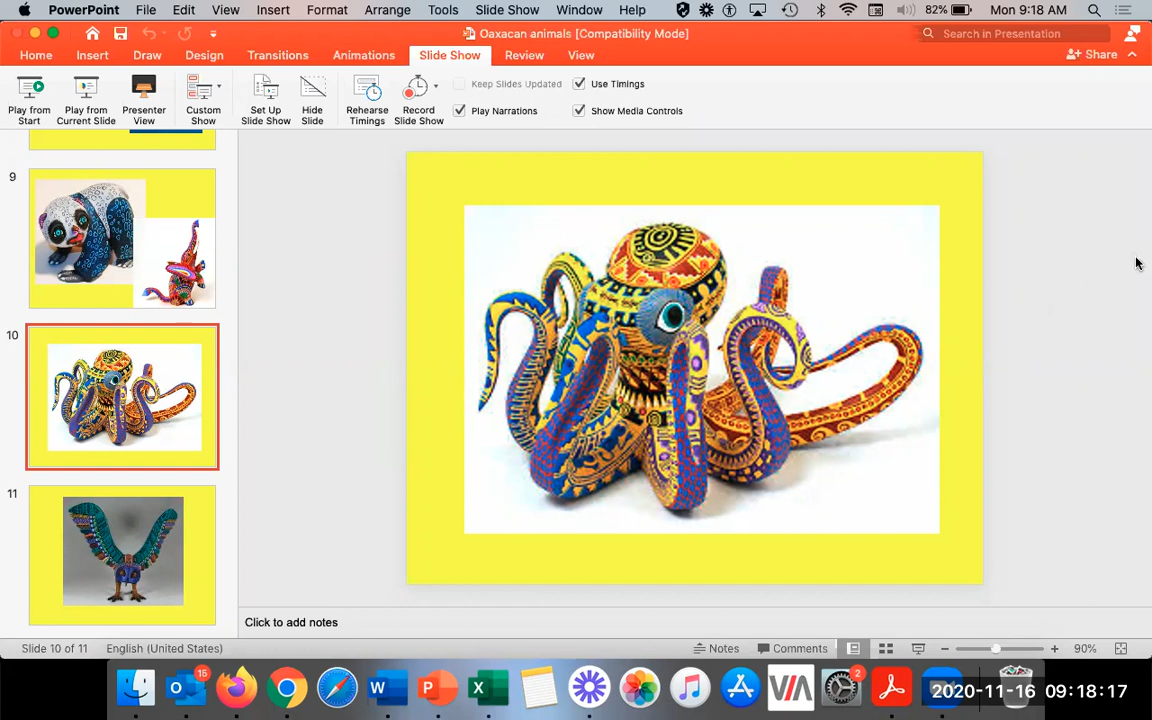 PowerPoint File Edit View Insert Format Arrange Tools Slide Show Window Help 82% Mon 9:18 AM
Oaxacan animals [Compatibility Mode] Search in Presentation
Home Insert Draw Design Transitions Animations Slide Show Review View Share
Keep Slides Updated Use Timings
Play from Start
Play from Current Slide
Presenter View
Custom Show
Set Up Slide Show
Hide Slide
Rehearse Timings
Record Slide Show
Play Narrations Show Media Controls
9
10
11
Click to add notes
Slide 10 of 11 English (United States) Notes Comments 90%
15 2
O W P X VIA
2020-11-16 09:18:17